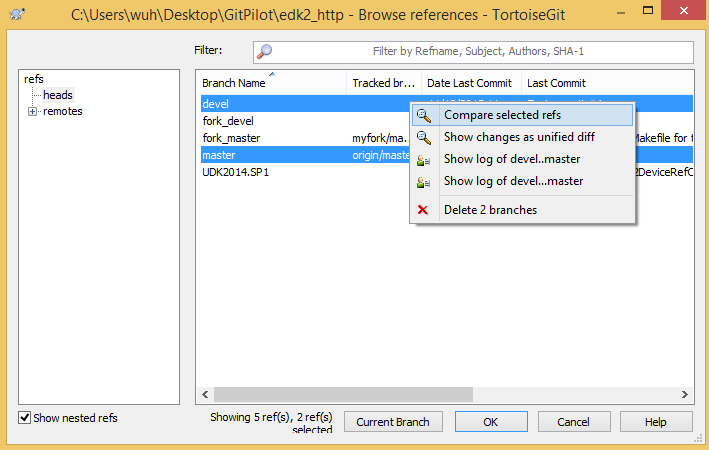 C:\Users\wuh\Desktop\GitPilot\edk2_http - Browse references - TortoiseGit
Filter:
Filter by Refname, Subject, Authors, SHA-1
refs
heads
remotes
Branch Name Tracked br... Date Last Commit Last Commit
devel
fork_devel
fork_master myfork/ma... Makefile for
master origin/maste
UDK2014.SP1
Compare selected refs
Show changes as unified diff
Show log of devel..master
Show log of devel...master
Delete 2 branches
Show nested refs
Showing 5 ref(s), 2 ref(s)
selected
Current Branch
OK
Cancel
Help